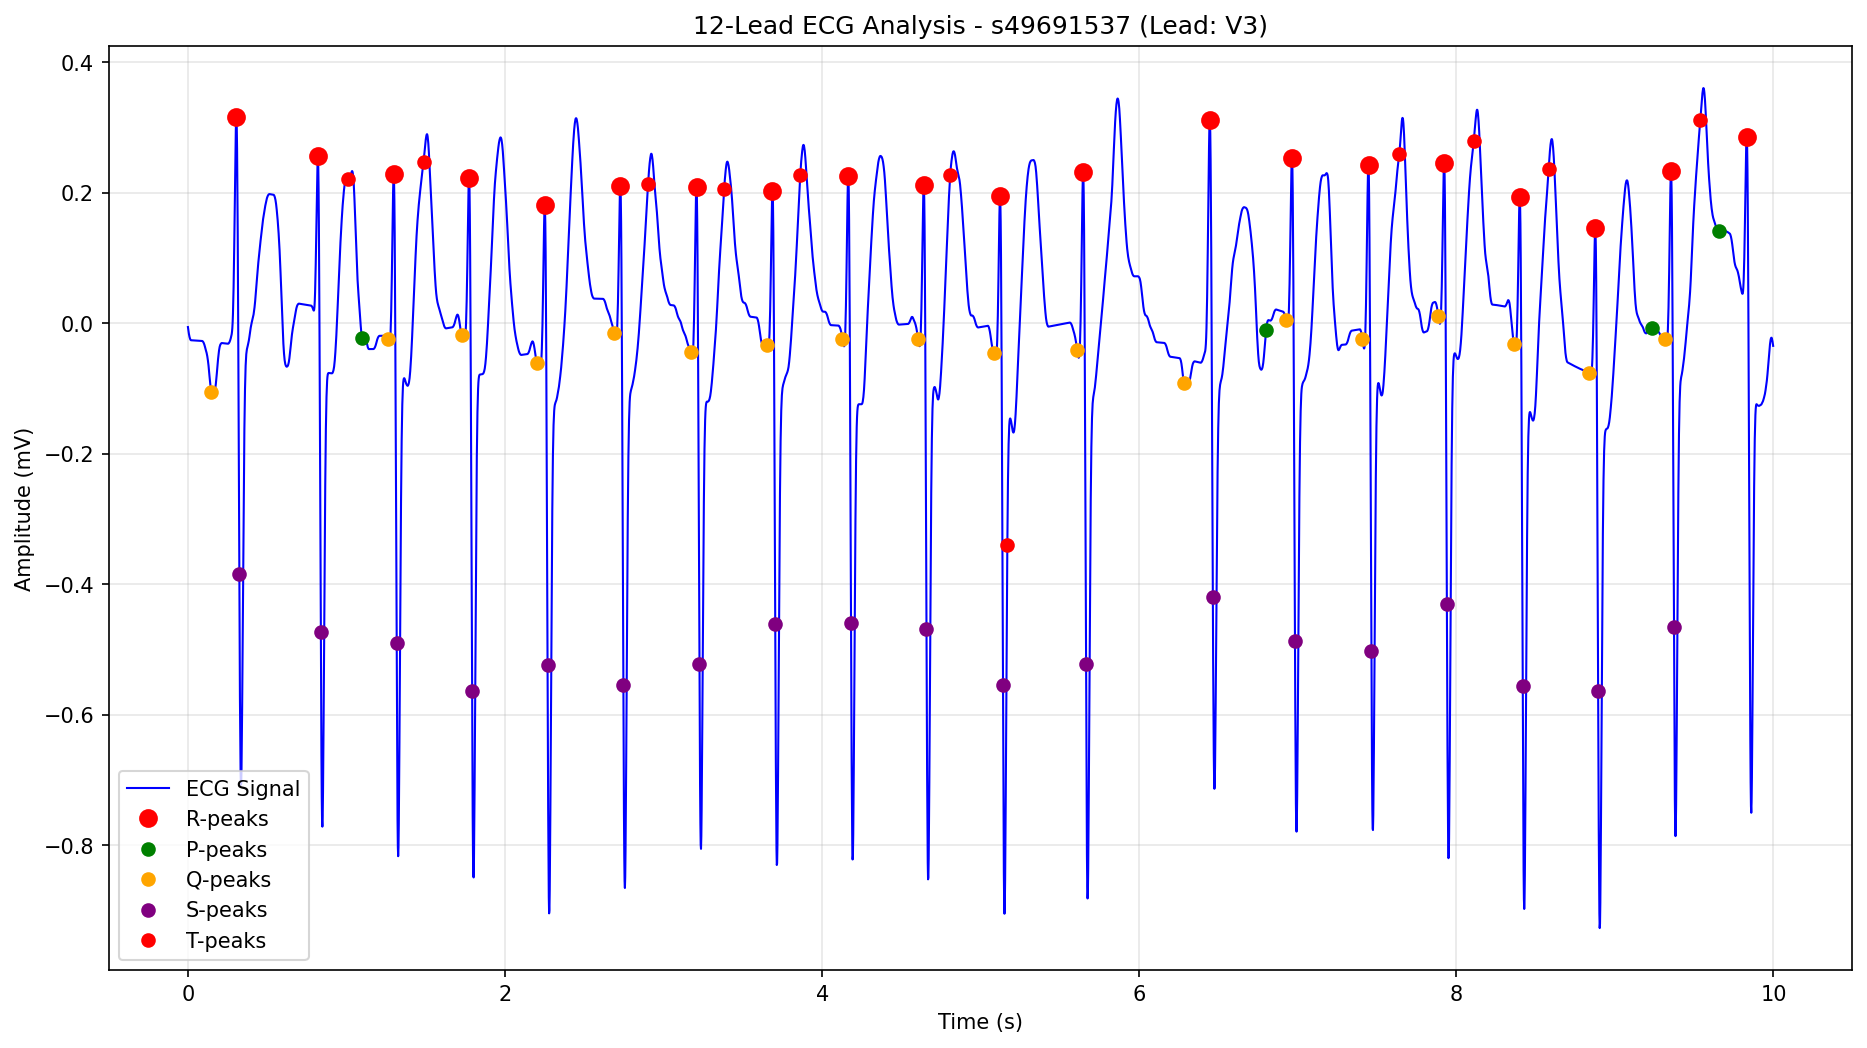 12-Lead ECG Analysis - s49691537 (Lead: V3)
Amplitude (mV)
0.4
0.2
0.0
−0.2
−0.4
−0.6
−0.8
ECG Signal
R-peaks
P-peaks
Q-peaks
S-peaks
T-peaks
0 2 4 6 8 10
Time (s)